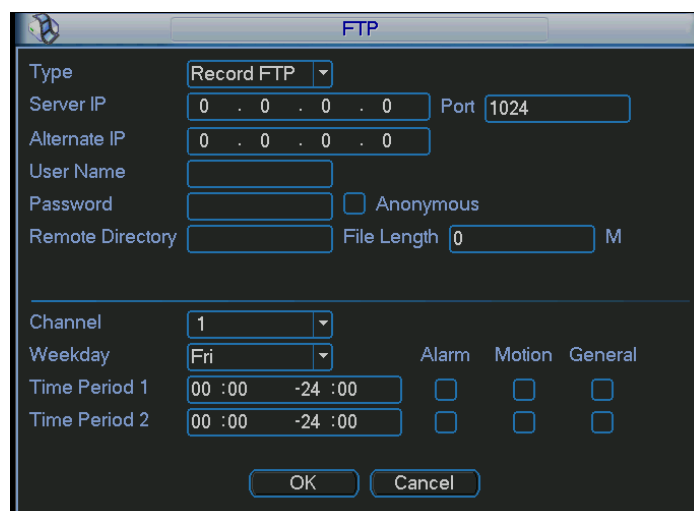 FTP
Type Record FTP
Server IP 0 . 0 . 0 . 0 Port 1024
Alternate IP 0 . 0 . 0 . 0
User Name
Password Anonymous
Remote Directory File Length 0 M
Channel 1
Weekday Fri Alarm Motion General
Time Period 1 00 :00 -24 :00
Time Period 2 00 :00 -24 :00
OK Cancel